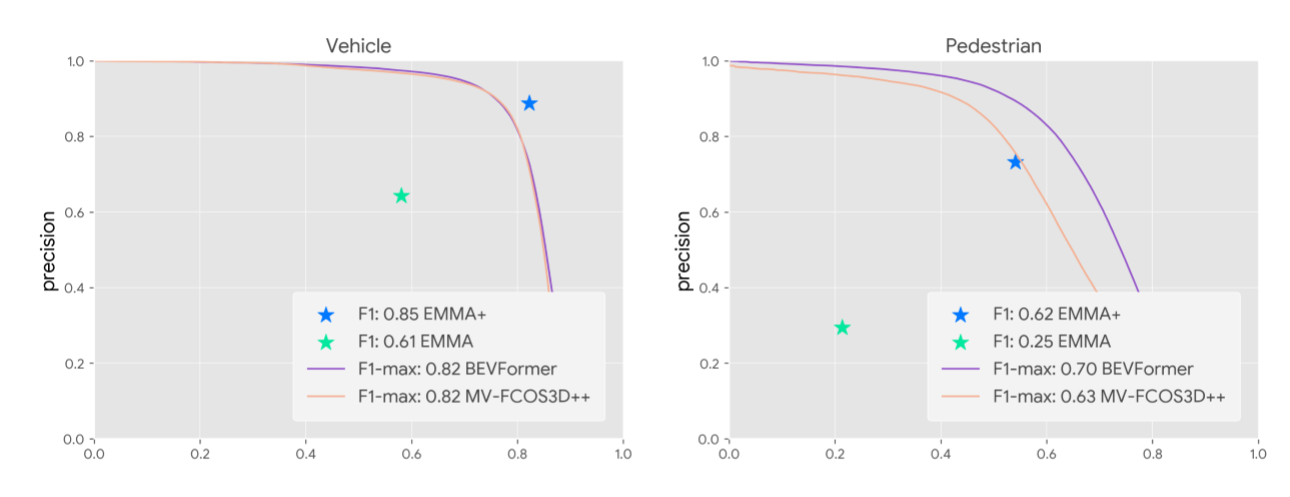 Vehicle
1.0
0.8
0.6
0.4
0.2
0.0
precision
0.0 0.2 0.4 0.6 0.8 1.0
F1: 0.85 EMMA+
F1: 0.61 EMMA
F1-max: 0.82 BEVFormer
F1-max: 0.82 MV-FCOS3D++
Pedestrian
1.0
0.8
0.6
0.4
0.2
0.0
precision
0.0 0.2 0.4 0.6 0.8 1.0
F1: 0.62 EMMA+
F1: 0.25 EMMA
F1-max: 0.70 BEVFormer
F1-max: 0.63 MV-FCOS3D++